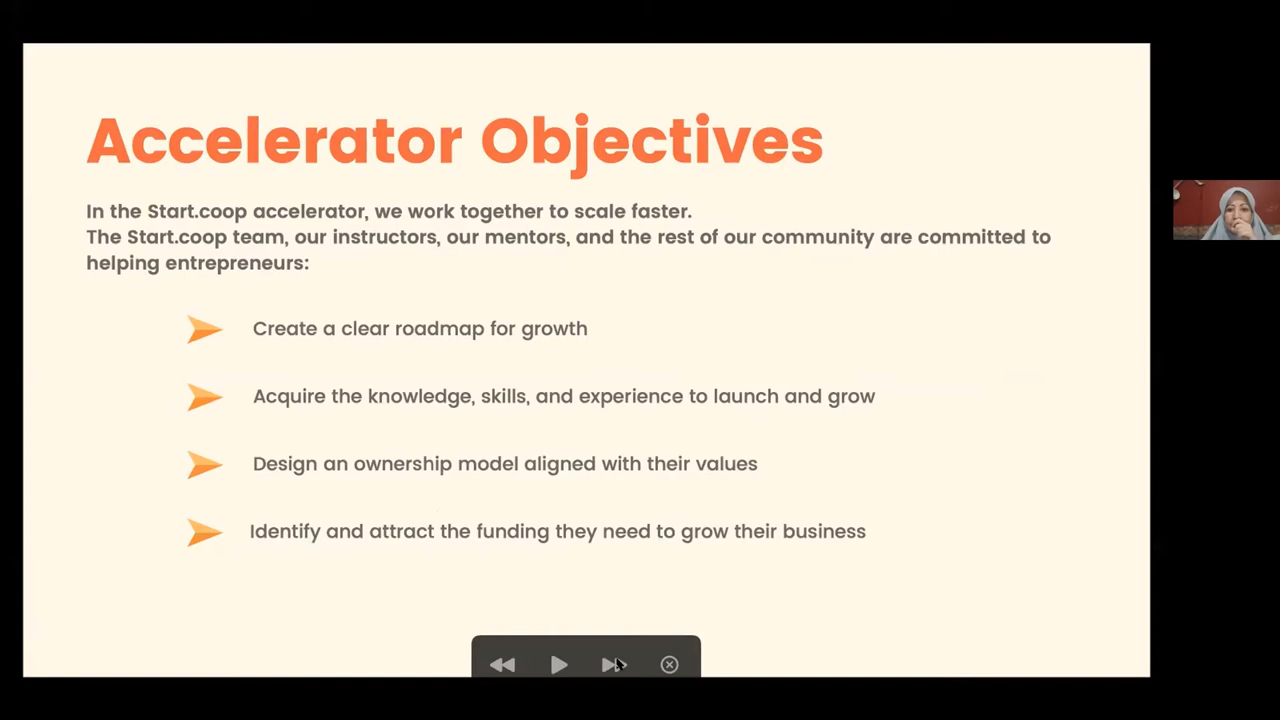 Accelerator Objectives
In the Start.coop accelerator, we work together to scale faster.
The Start.coop team, our instructors, our mentors, and the rest of our community are committed to
helping entrepreneurs:
Create a clear roadmap for growth
Acquire the knowledge, skills, and experience to launch and grow
Design an ownership model aligned with their values
Identify and attract the funding they need to grow their business